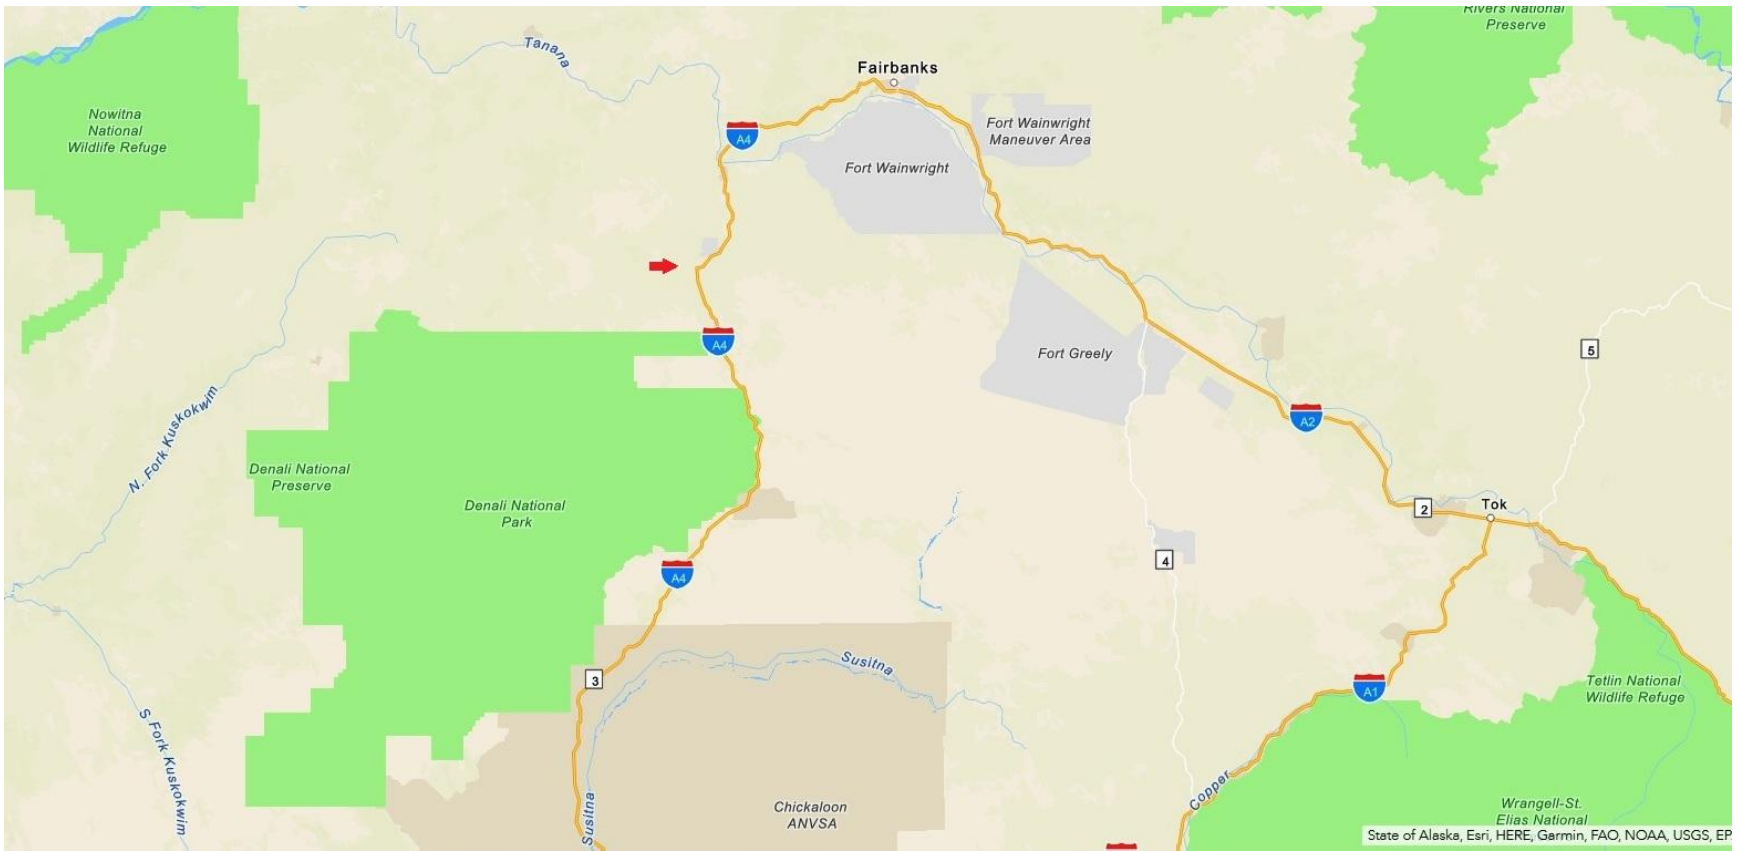 Rivers National
Preserve
Tanana
Fairbanks
Nowitna
National
Wildlife Refuge
A4
Fort Wainwright
Maneuver Area
Fort Wainwright
A4
Fort Greely
5
N. Fork Kuskokwim
A2
Denali National
Preserve
Denali National
Park
2
Tok
4
A4
Susitna
3
A1
Tetlin National
Wildlife Refuge
S Fork Kuskokwim
Susitna
Chickaloon
ANVSA
Copper
Wrangell-St.
Elias National
State of Alaska, Esri, HERE, Garmin, FAO, NOAA, USGS, EP